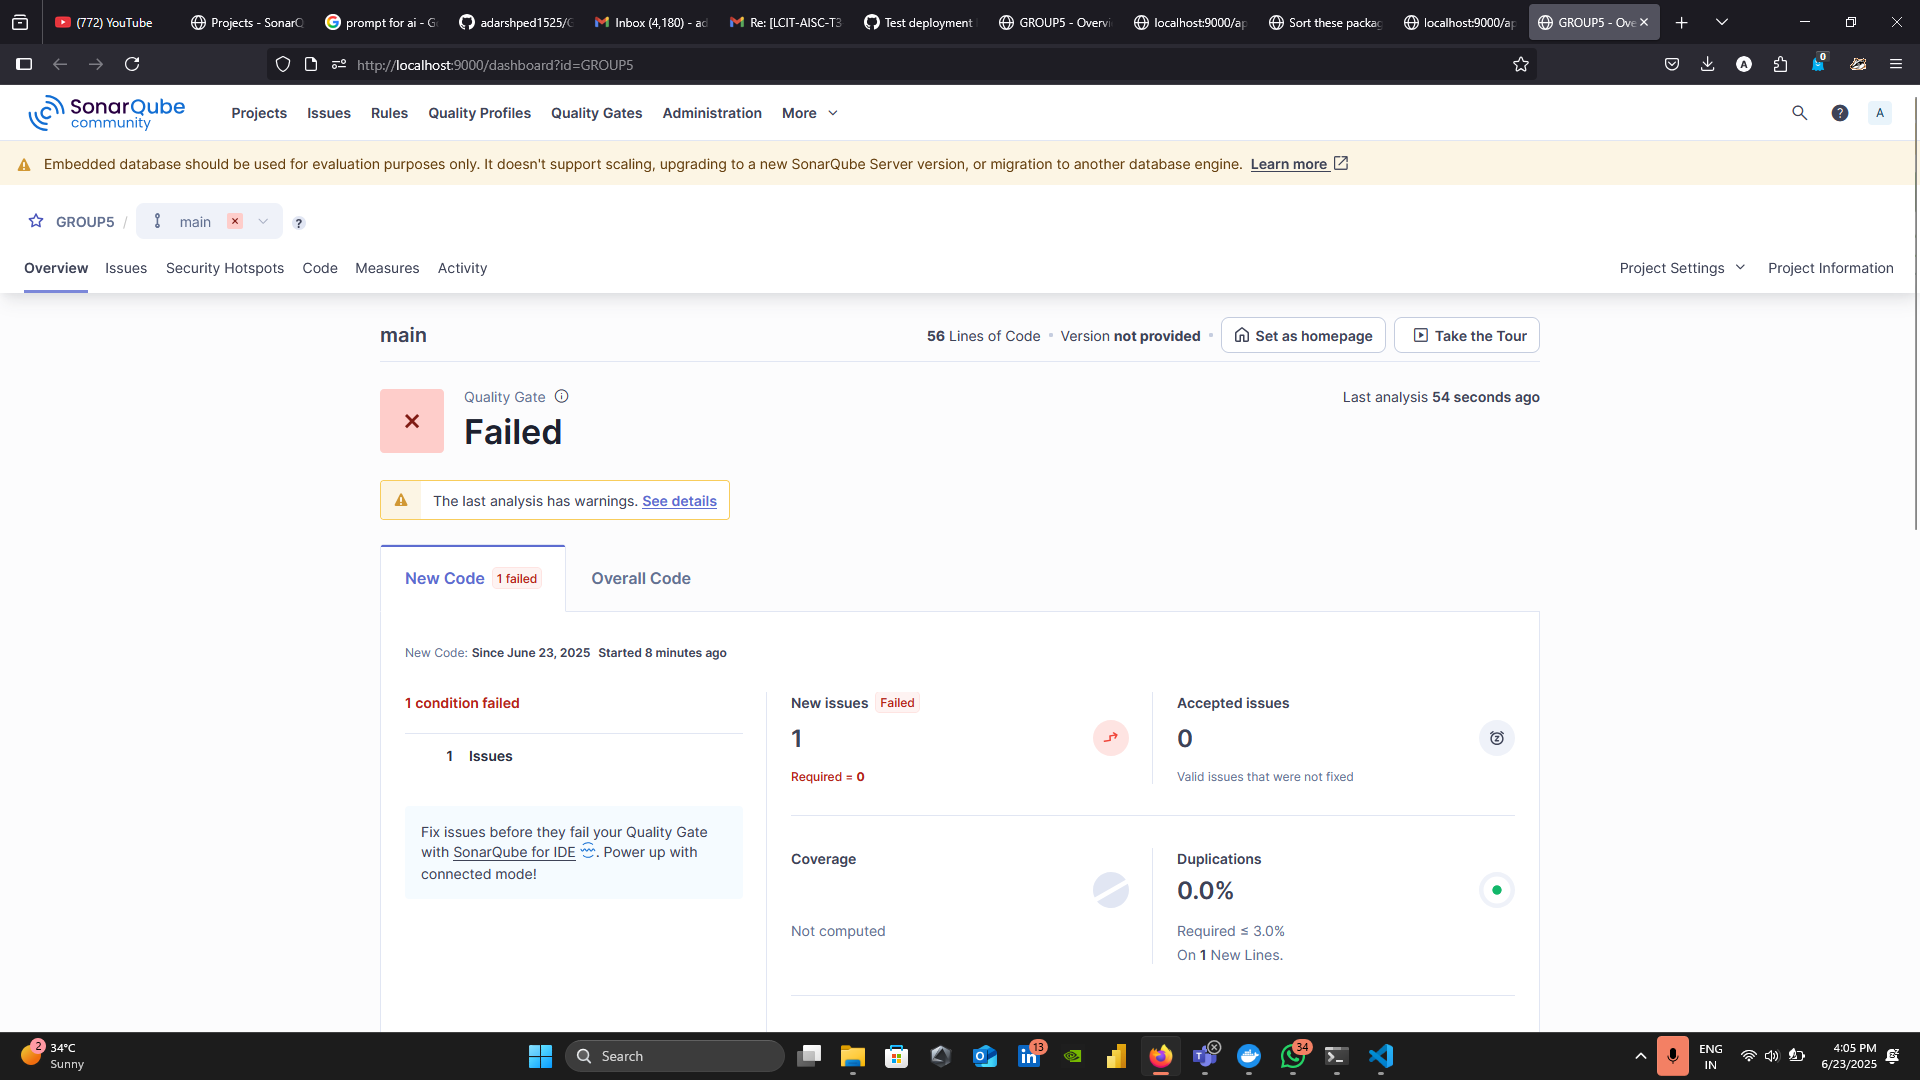 (772) YouTube
Projects - SonarQ
prompt for ai - G
adarshped1525/G
Inbox (4,180) - ad
Re: [LCIT-AISC-T3
Test deployment
GROUP5 - Overvi
localhost:9000/ap
Sort these packag
localhost:9000/ap
GROUP5 - Ove
http://localhost:9000/dashboard?id=GROUP5
A
0
SonarQube
community
Projects
Issues
Rules
Quality Profiles
Quality Gates
Administration
More
?
A
Embedded database should be used for evaluation purposes only. It doesn't support scaling, upgrading to a new SonarQube Server version, or migration to another database engine. Learn more
GROUP5 / main
?
Overview
Issues
Security Hotspots
Code
Measures
Activity
Project Settings
Project Information
main
56 Lines of Code • Version not provided •
Set as homepage
Take the Tour
Quality Gate
Failed
Last analysis 54 seconds ago
The last analysis has warnings. See details
New Code 1 failed
Overall Code
New Code: Since June 23, 2025 Started 8 minutes ago
1 condition failed
1 Issues
Fix issues before they fail your Quality Gate
with SonarQube for IDE. Power up with
connected mode!
New issues Failed
1
Required = 0
Accepted issues
0
Valid issues that were not fixed
Coverage
Not computed
Duplications
0.0%
Required ≤ 3.0%
On 1 New Lines.
2
34°C
Sunny
Search
13
34
ENG
IN
4:05 PM
6/23/2025